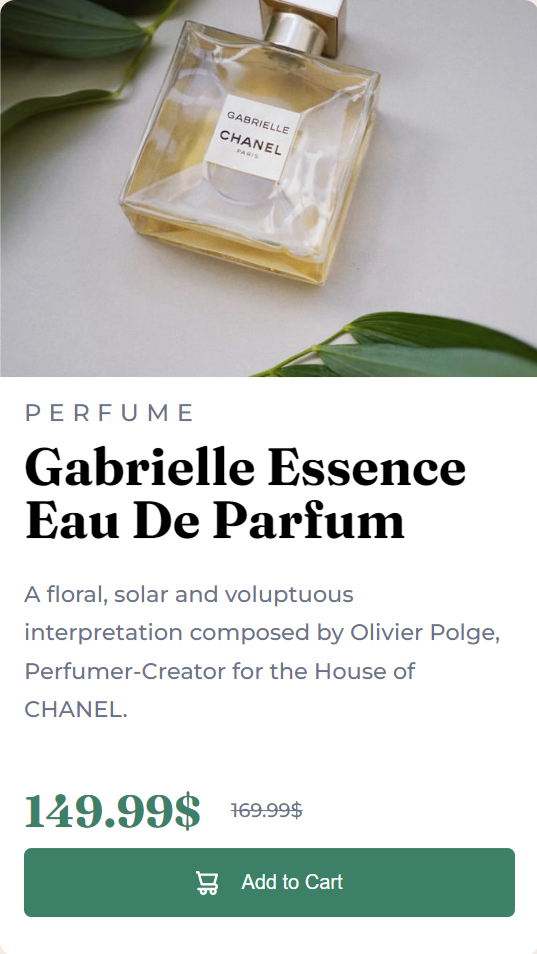 GABRIELLE
CHANEL
PARIS
PERFUME
Gabrielle Essence
Eau De Parfum
A floral, solar and voluptuous
interpretation composed by Olivier Polge,
Perfumer-Creator for the House of
CHANEL.
149.99$ 169.99$
Add to Cart